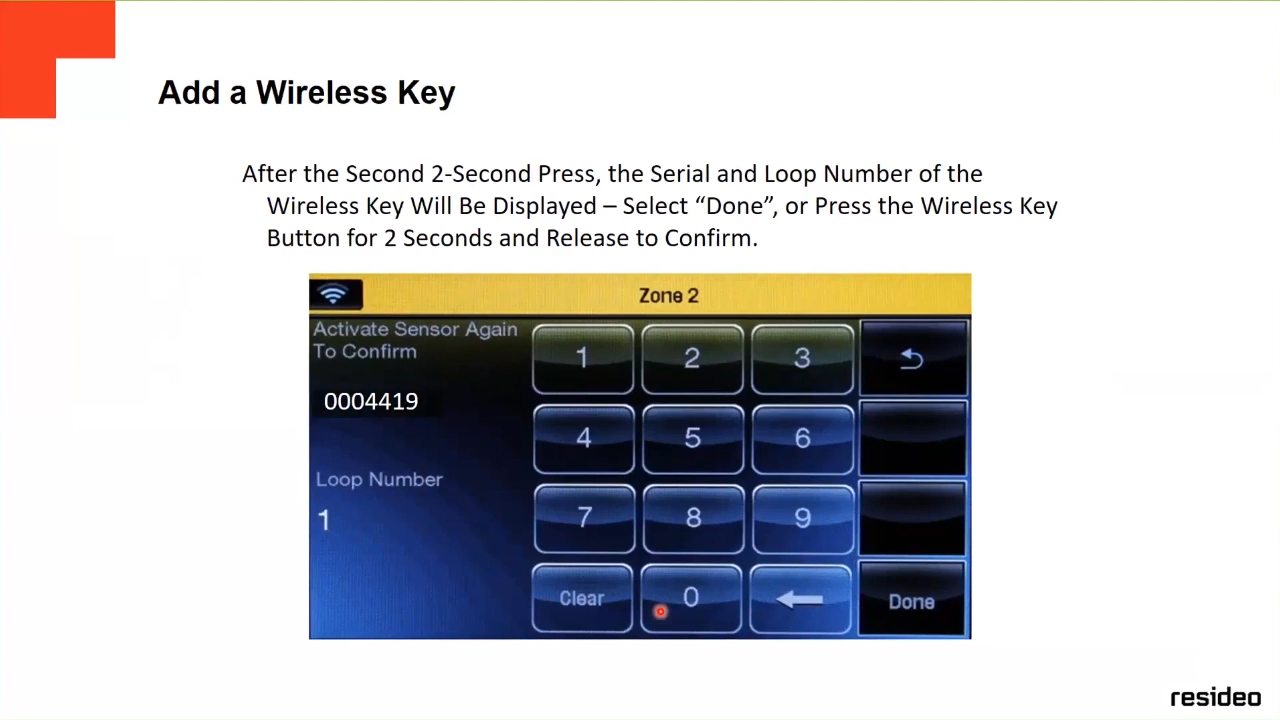 Add a Wireless Key
After the Second 2-Second Press, the Serial and Loop Number of the
Wireless Key Will Be Displayed – Select “Done”, or Press the Wireless Key
Button for 2 Seconds and Release to Confirm.
Zone 2
Activate Sensor Again
To Confirm
0004419
Loop Number
1
1 2 3
4 5 6
7 8 9
Clear 0 Done
resideo